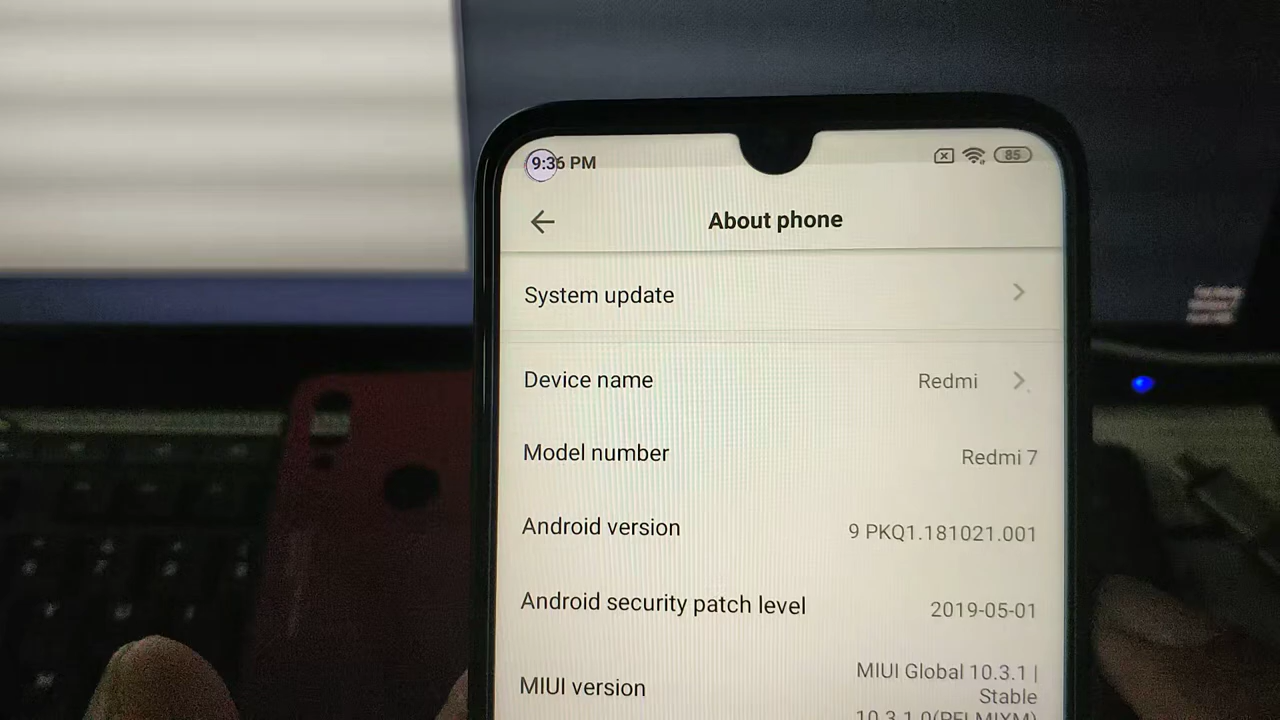 9:36 PM
85
About phone
System update
Device name
Redmi
Model number
Redmi 7
Android version
9 PKQ1.181021.001
Android security patch level
2019-05-01
MIUI version
MIUI Global 10.3.1 |
Stable